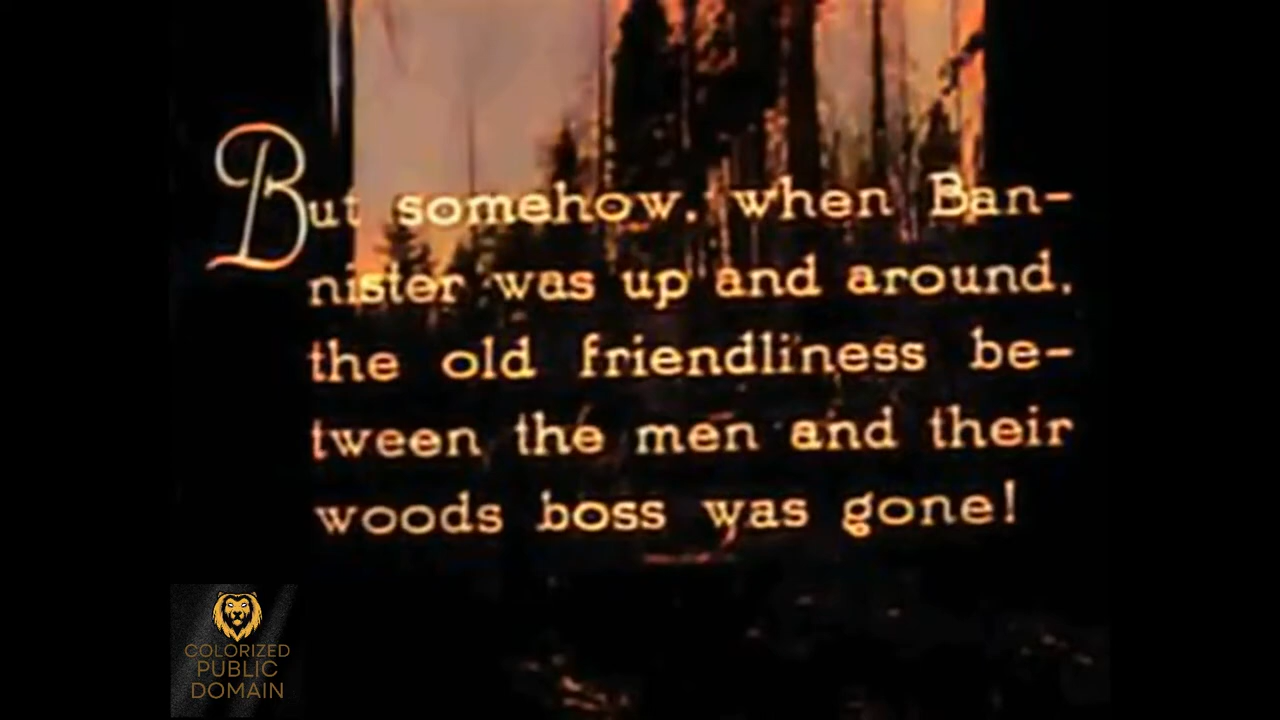 But somehow, when Ban-
nister was up and around,
the old friendliness be-
tween the men and their
woods boss was gone!
COLORIZED
PUBLIC
DOMAIN